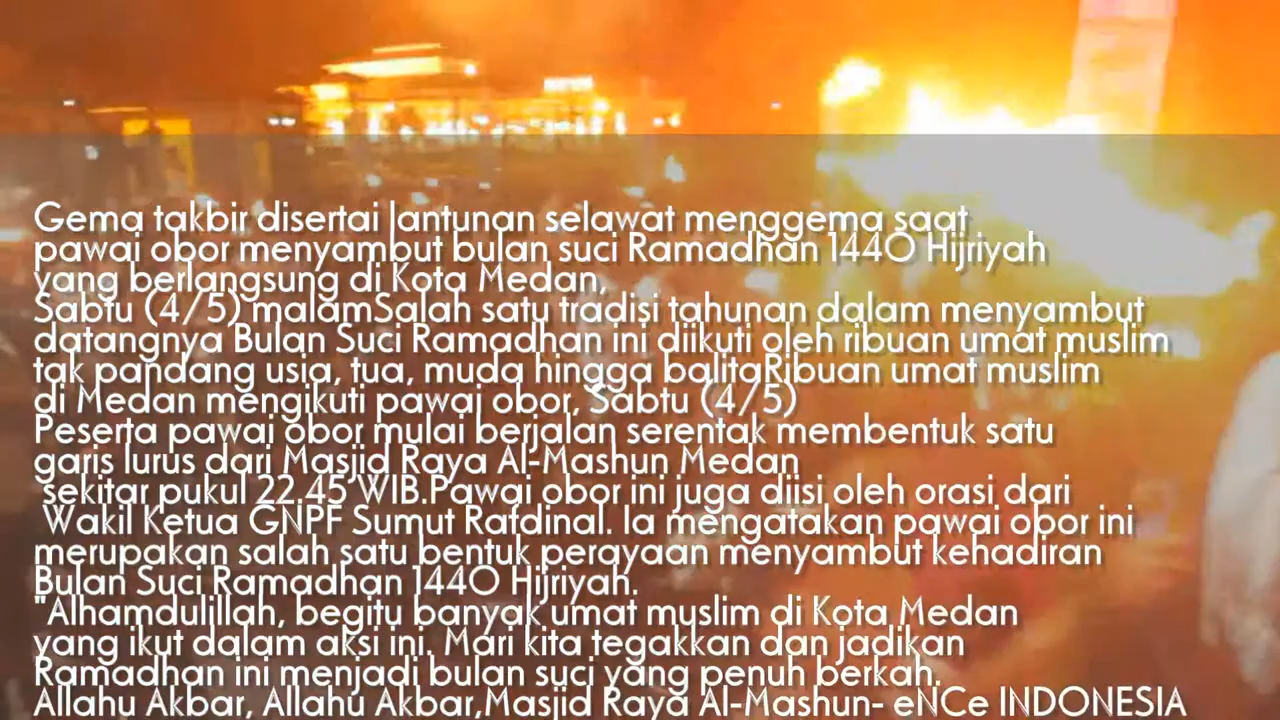 Gema takbir disertai lantunan selawat menggema saat
pawai obor menyambut bulan suci Ramadhan 1440 Hijriyah
yang berlangsung di Kota Medan,
Sabtu (4/5) malamSalah satu tradisi tahunan dalam menyambut
datangnya Bulan Suci Ramadhan ini diikuti oleh ribuan umat muslim
tak pandang usia, tua, muda hingga balitaRibuan umat muslim
di Medan mengikuti pawai obor, Sabtu (4/5)
Peserta pawai obor mulai berjalan serentak membentuk satu
garis lurus dari Masjid Raya Al-Mashun Medan
sekitar pukul 22.45 WIB.Pawai obor ini juga diisi oleh orasi dari
Wakil Ketua GNPF Sumut Rafdinal. Ia mengatakan pawai obor ini
merupakan salah satu bentuk perayaan menyambut kehadiran
Bulan Suci Ramadhan 1440 Hijriyah.
"Alhamdulillah, begitu banyak umat muslim di Kota Medan
yang ikut dalam aksi ini. Mari kita tegakkan dan jadikan
Ramadhan ini menjadi bulan suci yang penuh berkah.
Allahu Akbar, Allahu Akbar,Masjid Raya Al-Mashun- eNCe INDONESIA